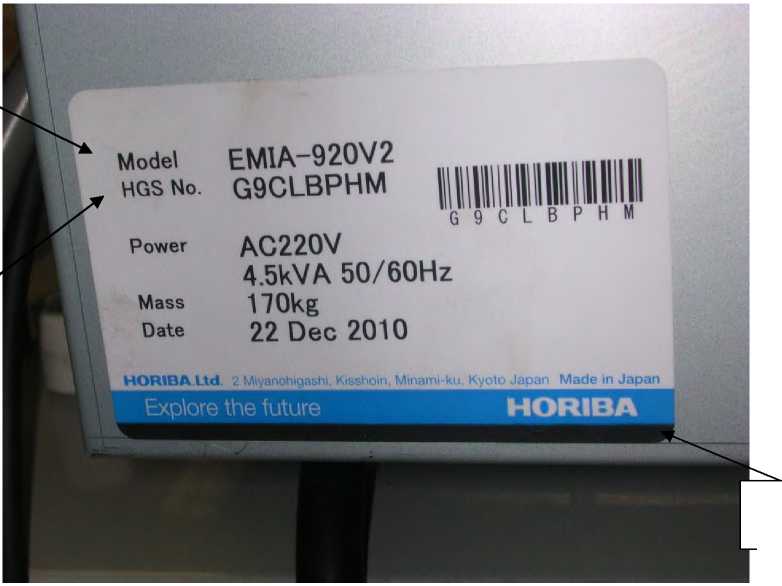 Model EMIA-920V2
HGS No. G9CLBPHM
G 9 C L B P H M
Power AC220V
4.5kVA 50/60Hz
Mass 170kg
Date 22 Dec 2010
HORIBA.Ltd. 2 Miyanohigashi, Kisshoin, Minami-ku, Kyoto Japan Made in Japan
Explore the future HORIBA